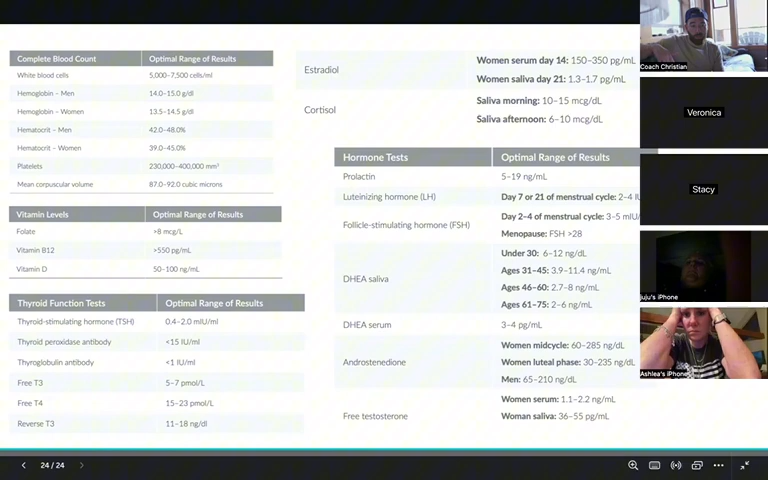 Complete Blood Count Optimal Range of Results
White blood cells 5,000–7,500 cells/ml
Hemoglobin – Men 14.0–15.0 g/dl
Hemoglobin – Women 13.5–14.5 g/dl
Hematocrit – Men 42.0–48.0%
Hematocrit – Women 39.0–45.0%
Platelets 230,000–400,000 mm³
Mean corpuscular volume 87.0–92.0 cubic microns
Vitamin Levels Optimal Range of Results
Folate >8 mcg/L
Vitamin B12 >550 pg/mL
Vitamin D 50–100 ng/mL
Thyroid Function Tests Optimal Range of Results
Thyroid-stimulating hormone (TSH) 0.4–2.0 mIU/ml
Thyroid peroxidase antibody <15 IU/ml
Thyroglobulin antibody <1 IU/ml
Free T3 5–7 pmol/L
Free T4 15–23 pmol/L
Reverse T3 11–18 ng/dl
Estradiol
Women serum day 14: 150–350 pg/mL
Women saliva day 21: 1.3–1.7 pg/mL
Cortisol
Saliva morning: 10–15 mcg/dL
Saliva afternoon: 6–10 mcg/dL
Hormone Tests Optimal Range of Results
Prolactin 5–19 ng/mL
Luteinizing hormone (LH) Day 7 or 21 of menstrual cycle: 2–4 IU
Follicle-stimulating hormone (FSH)
Day 2–4 of menstrual cycle: 3–5 mIU/
Menopause: FSH >28
DHEA saliva
Under 30: 6–12 ng/dL
Ages 31–45: 3.9–11.4 ng/mL
Ages 46–60: 2.7–8 ng/mL
Ages 61–75: 2–6 ng/mL
DHEA serum 3–4 pg/mL
Androstenedione
Women midcycle: 60–285 ng/dL
Women luteal phase: 30–235 ng/dL
Men: 65–210 ng/dL
Free testosterone
Women serum: 1.1–2.2 ng/mL
Woman saliva: 36–55 pg/mL
Coach Christian
Veronica
Stacy
juju's iPhone
Ashlea's iPhone
24 / 24